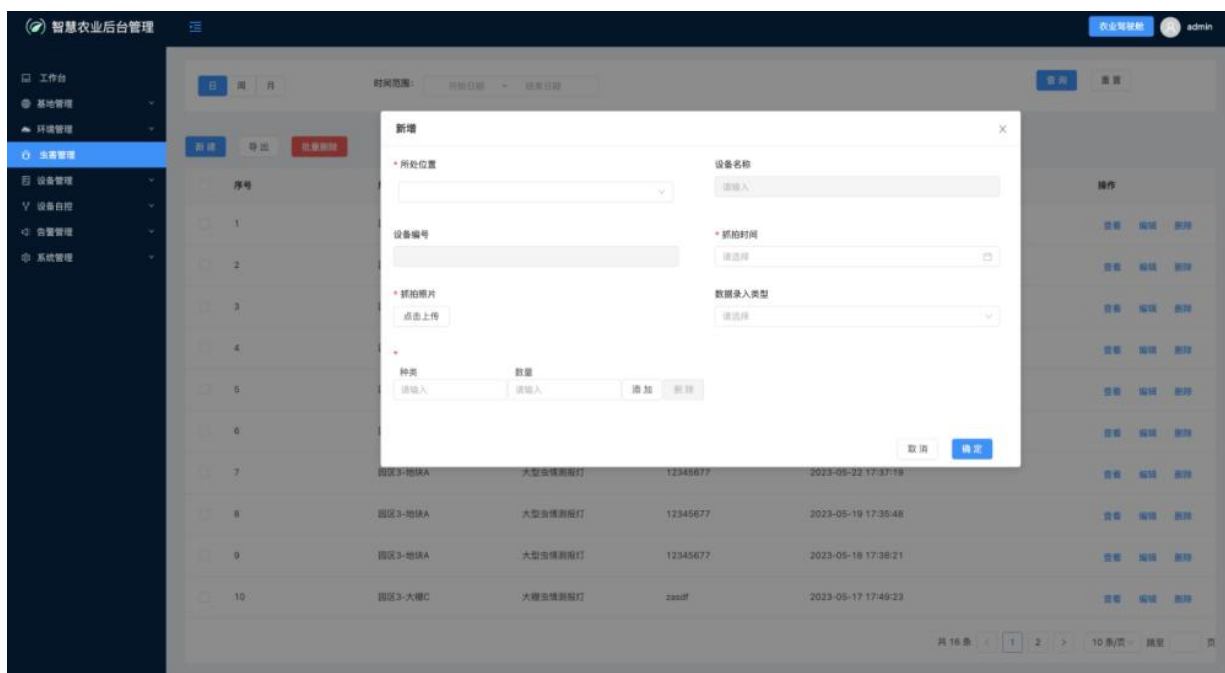 智慧农业后台管理
农业驾驶舱 admin
工作台
基地管理
环境管理
虫害管理
设备管理
设备自控
告警管理
系统管理
日 周 月 时间范围： 开始日期 ~ 结束日期 查询 重置
新建 导出 批量删除
序号 操作
1 查看 编辑 删除
2 查看 编辑 删除
3 查看 编辑 删除
4 查看 编辑 删除
5 查看 编辑 删除
6 查看 编辑 删除
7 园区3-地块A 大型虫情测报灯 12345677 2023-05-22 17:37:19 查看 编辑 删除
8 园区3-地块A 大型虫情测报灯 12345677 2023-05-19 17:35:48 查看 编辑 删除
9 园区3-地块A 大型虫情测报灯 12345677 2023-05-18 17:38:21 查看 编辑 删除
10 园区3-大棚C 大棚虫情测报灯 zasdf 2023-05-17 17:49:23 查看 编辑 删除
共 16 条 < 1 2 > 10 条/页 跳至 页
新增
* 所处位置 设备名称
请输入
设备编号 * 抓拍时间
请选择
* 抓拍照片 数据录入类型
点击上传 请选择
*
种类 数量
请输入 请输入 添加 删除
取消 确定